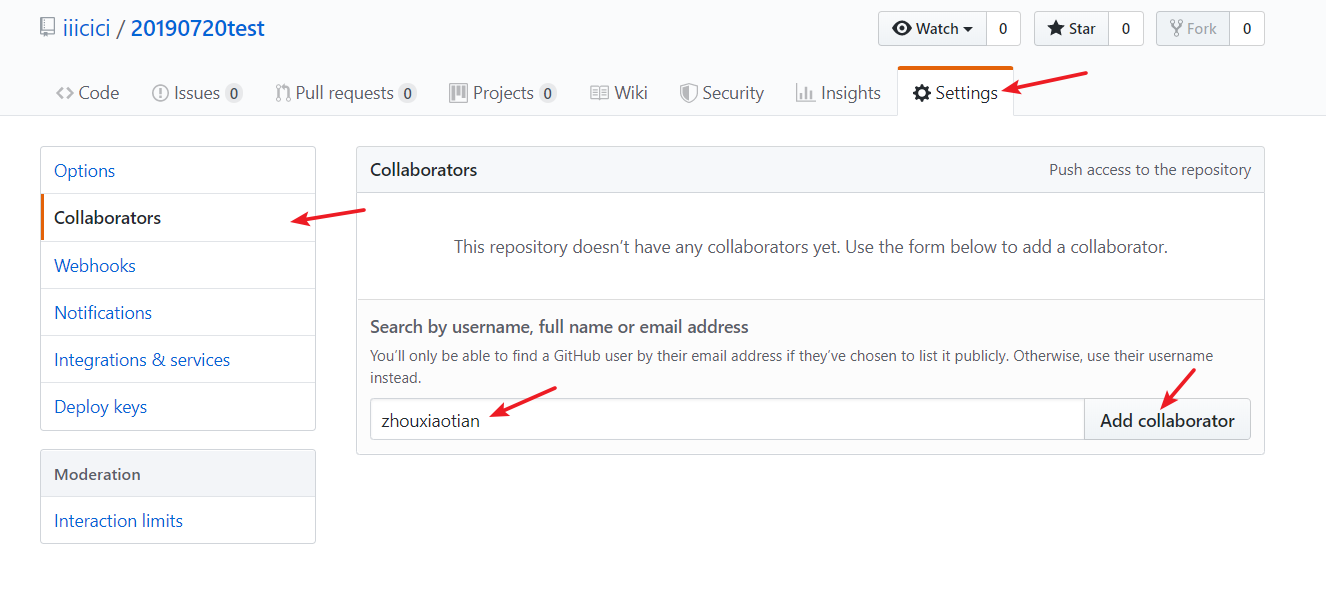 iiicici / 20190720test
Watch 0 Star 0 Fork 0
Code Issues 0 Pull requests 0 Projects 0 Wiki Security Insights Settings
Options
Collaborators
Webhooks
Notifications
Integrations & services
Deploy keys
Moderation
Interaction limits
Collaborators Push access to the repository
This repository doesn’t have any collaborators yet. Use the form below to add a collaborator.
Search by username, full name or email address
You’ll only be able to find a GitHub user by their email address if they’ve chosen to list it publicly. Otherwise, use their username
instead.
zhouxiaotian Add collaborator